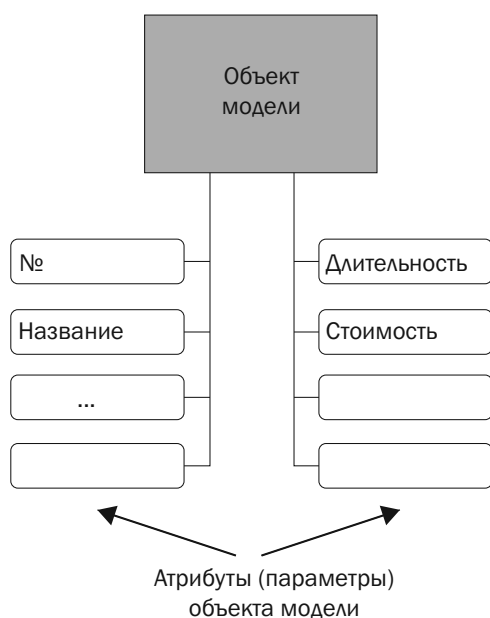 Объект
модели
№
Длительность
Название
Стоимость
...
Атрибуты (параметры)
объекта модели